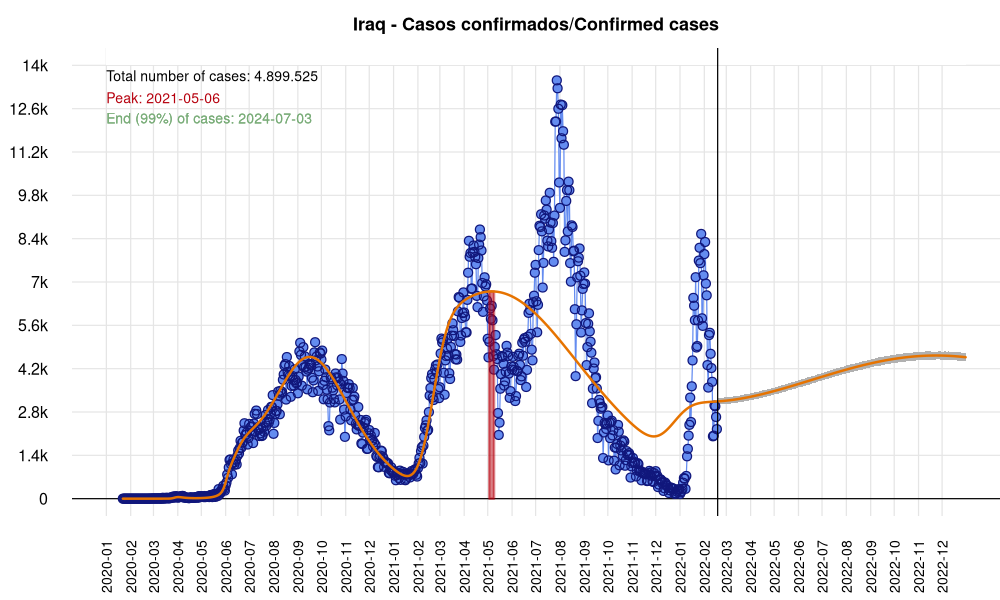 Iraq - Casos confirmados/Confirmed cases
Total number of cases: 4.899.525
Peak: 2021-05-06
End (99%) of cases: 2024-07-03
14k
12.6k
11.2k
9.8k
8.4k
7k
5.6k
4.2k
2.8k
1.4k
0
2020-01
2020-02
2020-03
2020-04
2020-05
2020-06
2020-07
2020-08
2020-09
2020-10
2020-11
2020-12
2021-01
2021-02
2021-03
2021-04
2021-05
2021-06
2021-07
2021-08
2021-09
2021-10
2021-11
2021-12
2022-01
2022-02
2022-03
2022-04
2022-05
2022-06
2022-07
2022-08
2022-09
2022-10
2022-11
2022-12